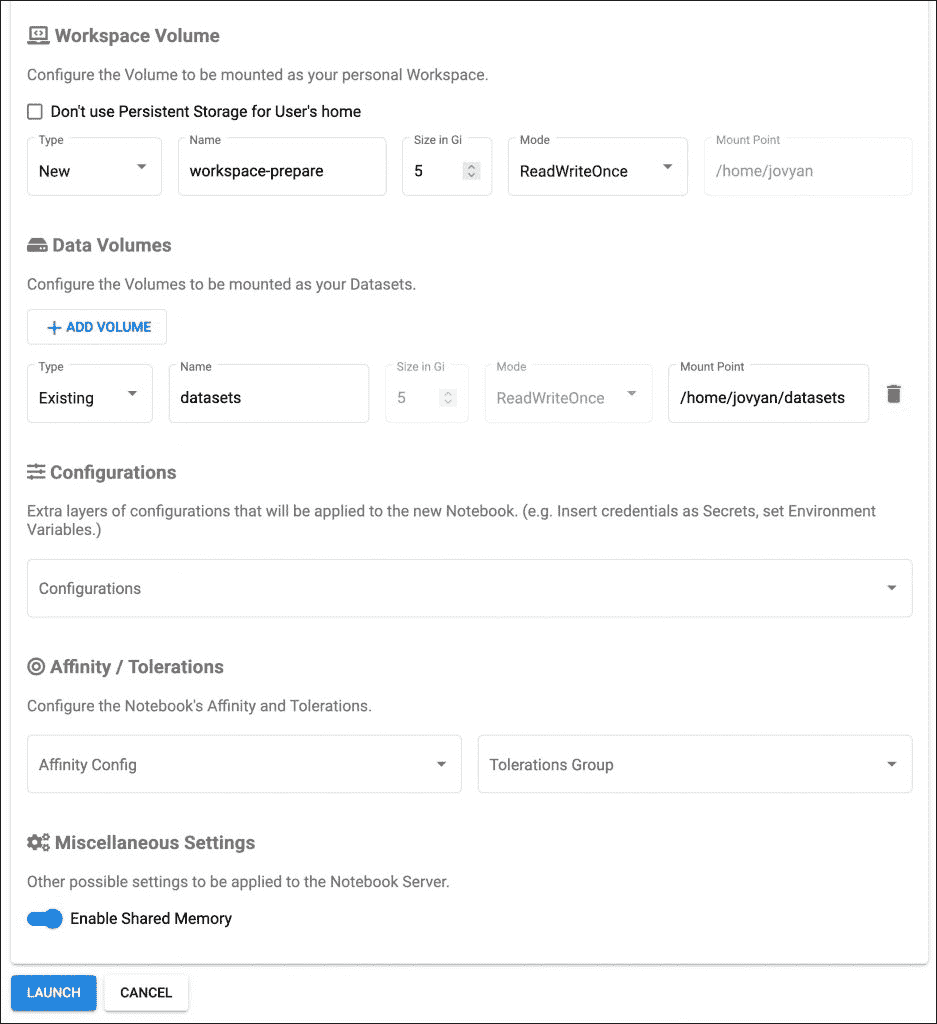 Workspace Volume
Configure the Volume to be mounted as your personal Workspace.
Don't use Persistent Storage for User's home
Type Name Size in Gi Mode Mount Point
New workspace-prepare 5 ReadWriteOnce /home/jovyan
Data Volumes
Configure the Volumes to be mounted as your Datasets.
+ ADD VOLUME
Type Name Size in Gi Mode Mount Point
Existing datasets 5 ReadWriteOnce /home/jovyan/datasets
Configurations
Extra layers of configurations that will be applied to the new Notebook. (e.g. Insert credentials as Secrets, set Environment
Variables.)
Configurations
Affinity / Tolerations
Configure the Notebook's Affinity and Tolerations.
Affinity Config Tolerations Group
Miscellaneous Settings
Other possible settings to be applied to the Notebook Server.
Enable Shared Memory
LAUNCH CANCEL